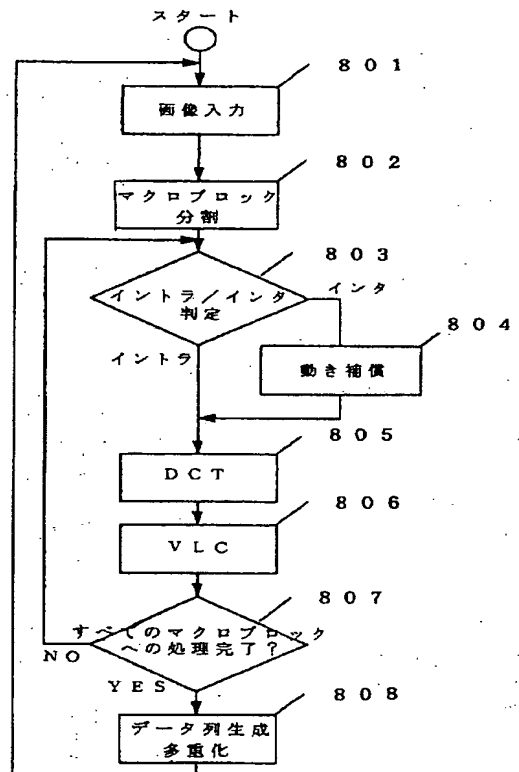 スタート
801
画像入力
802
マクロブロック
分割
803
イントラ/インタ
判定
インタ
804
イントラ
動き補償
805
DCT
806
VLC
807
すべてのマクロブロック
への処理完了?
NO
YES
808
データ列生成
多重化